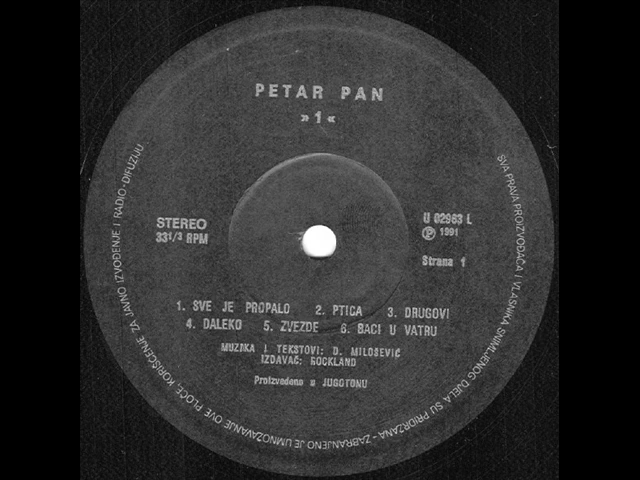 PETAR PAN
»1«
STEREO
33 1/3 RPM
U 02963 L
℗ 1991
Strana 1
1. SVE JE PROPALO 2. PTICA 3. DRUGOVI
4. DALEKO 5. ZVEZDE 6. BACI U VATRU
MUZIKA I TEKSTOVI: D. MILOSEVIĆ
IZDAVAČ: ROCKLAND
Proizvedeno u JUGOTONU
SVA PRAVA PROIZVOĐAČA I VLASNIKA SNIMLJENOG DJELA SU PRIDRŽANA - ZABRANJENO JE UMNOŽAVANJE OVE PLOČE, KORIŠĆENJE ZA JAVNO IZVOĐENJE I RADIO-DIFUZIJU